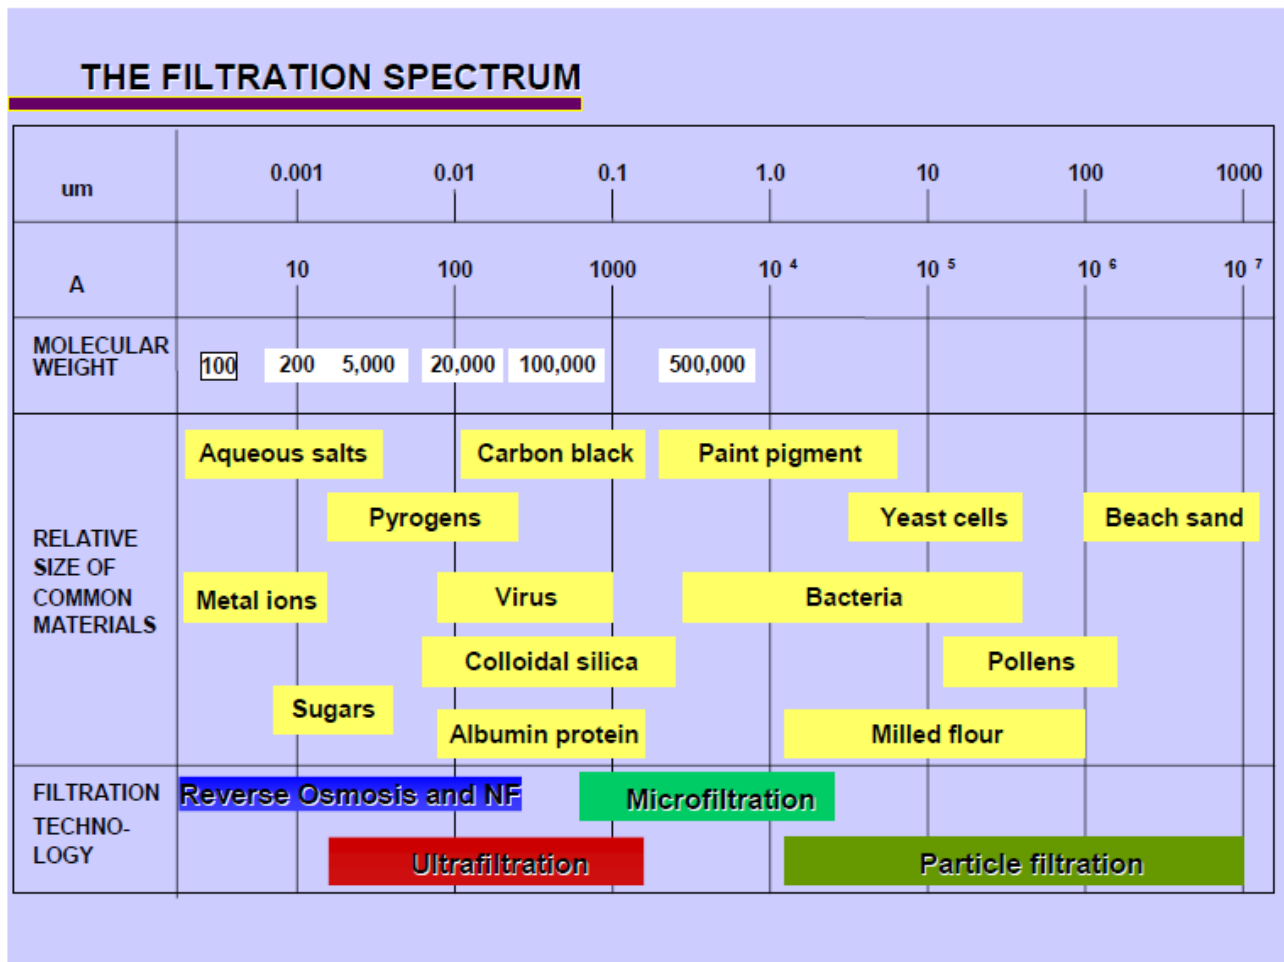 THE FILTRATION SPECTRUM
um
0.001 0.01 0.1 1.0 10 100 1000
A
10 100 1000 10 4 10 5 10 6 10 7
MOLECULAR
WEIGHT
100 200 5,000 20,000 100,000 500,000
RELATIVE
SIZE OF
COMMON
MATERIALS
Aqueous salts Carbon black Paint pigment
Pyrogens Yeast cells Beach sand
Metal ions Virus Bacteria
Colloidal silica Pollens
Sugars
Albumin protein Milled flour
FILTRATION
TECHNO-
LOGY
Reverse Osmosis and NF Microfiltration
Ultrafiltration Particle filtration